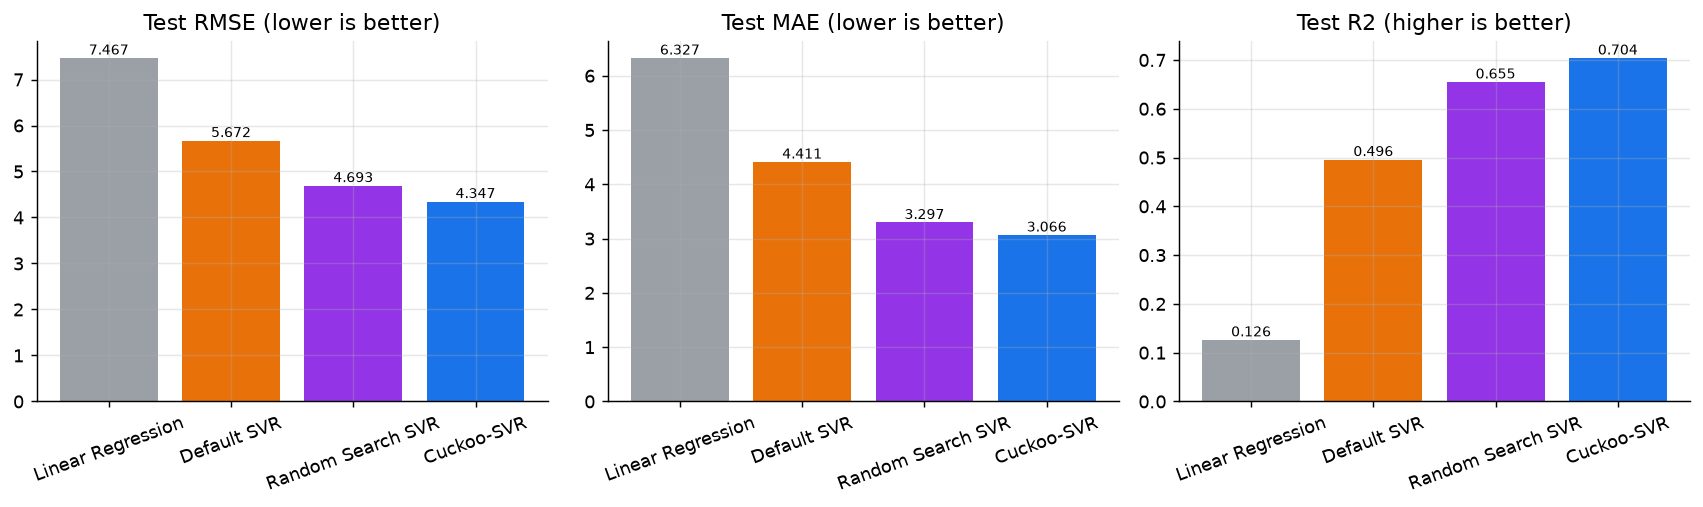 Test RMSE (lower is better)
7.467
5.672
4.693
4.347
7
6
5
4
3
2
1
0
Linear Regression
Default SVR
Random Search SVR
Cuckoo-SVR
Test MAE (lower is better)
6.327
4.411
3.297
3.066
6
5
4
3
2
1
0
Linear Regression
Default SVR
Random Search SVR
Cuckoo-SVR
Test R2 (higher is better)
0.126
0.496
0.655
0.704
0.7
0.6
0.5
0.4
0.3
0.2
0.1
0.0
Linear Regression
Default SVR
Random Search SVR
Cuckoo-SVR